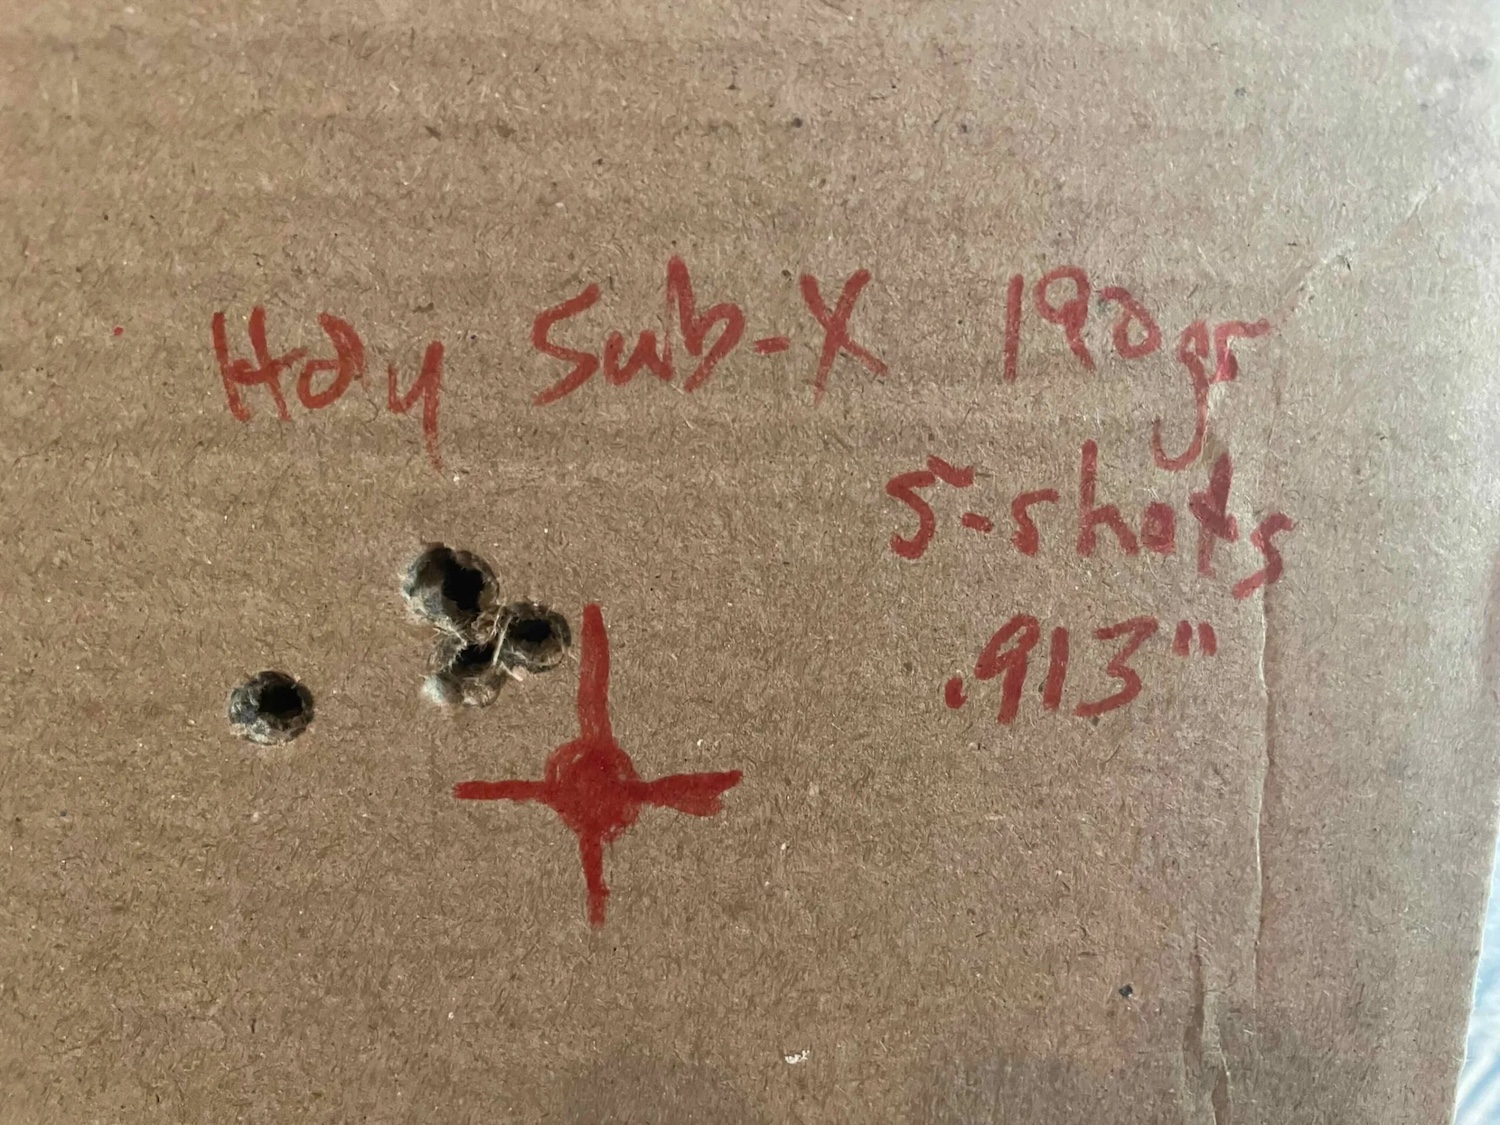 Hdy Sub-X 190gr
5-shots
.913"